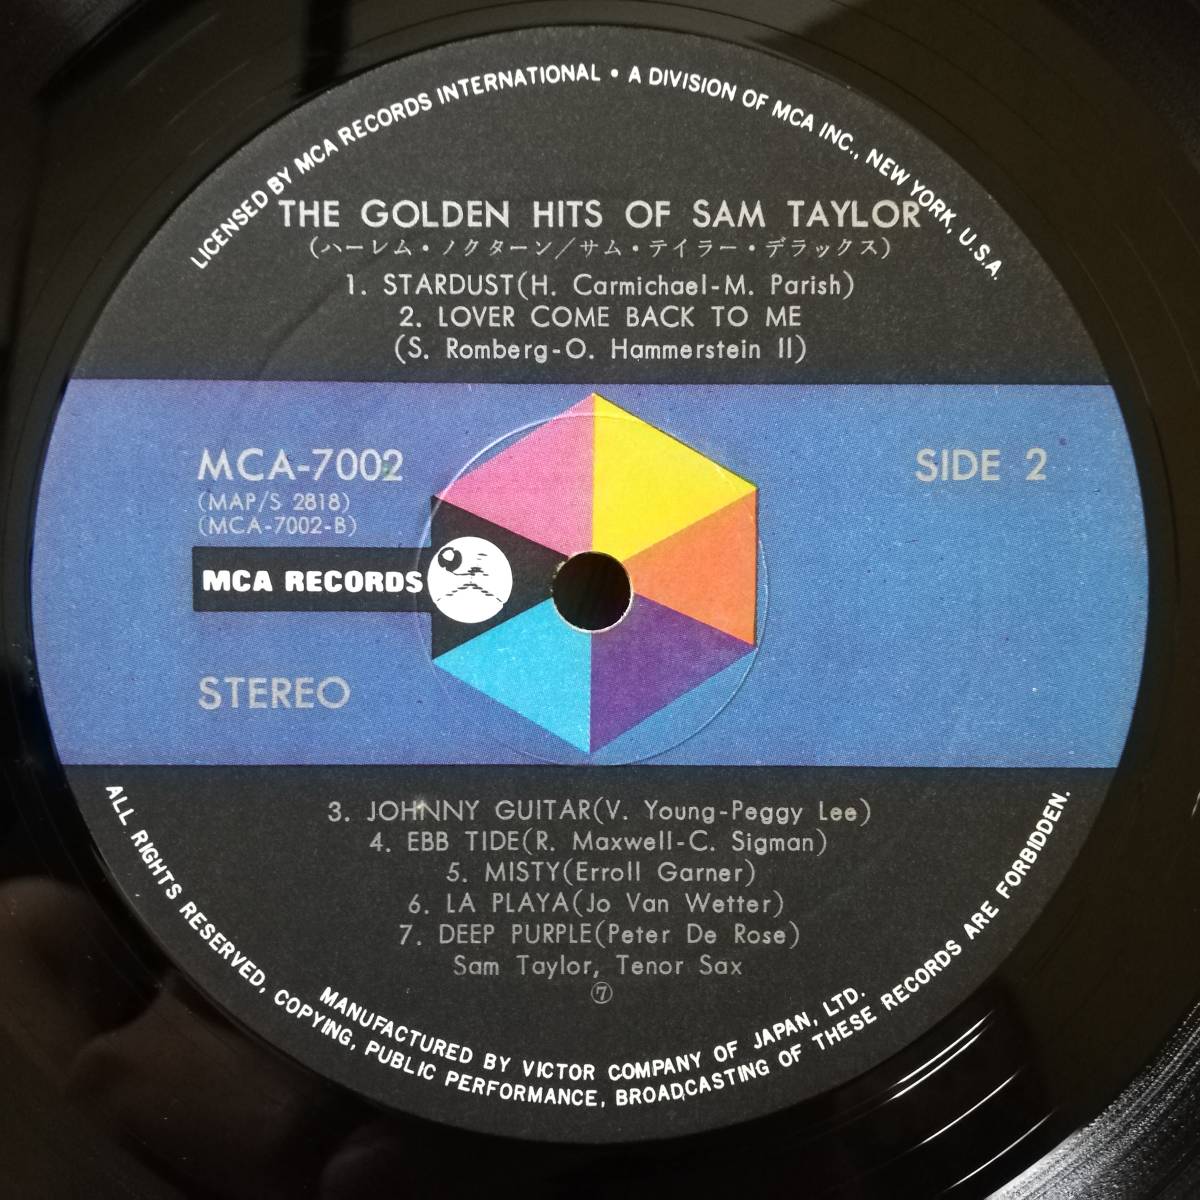 LICENSED BY MCA RECORDS INTERNATIONAL • A DIVISION OF MCA INC., NEW YORK, U.S.A.
THE GOLDEN HITS OF SAM TAYLOR
(ハーレム・ノクターン/サム・テイラー・デラックス)
1. STARDUST(H. Carmichael-M. Parish)
2. LOVER COME BACK TO ME
(S. Romberg-O. Hammerstein II)
MCA-7002
(MAP/S 2818)
(MCA-7002-B)
SIDE 2
MCA RECORDS
STEREO
3. JOHNNY GUITAR(V. Young-Peggy Lee)
4. EBB TIDE(R. Maxwell-C. Sigman)
5. MISTY(Erroll Garner)
6. LA PLAYA(Jo Van Wetter)
7. DEEP PURPLE(Peter De Rose)
Sam Taylor, Tenor Sax
⑦
MANUFACTURED BY VICTOR COMPANY OF JAPAN, LTD.
ALL RIGHTS RESERVED, COPYING, PUBLIC PERFORMANCE, BROADCASTING OF THESE RECORDS ARE FORBIDDEN.